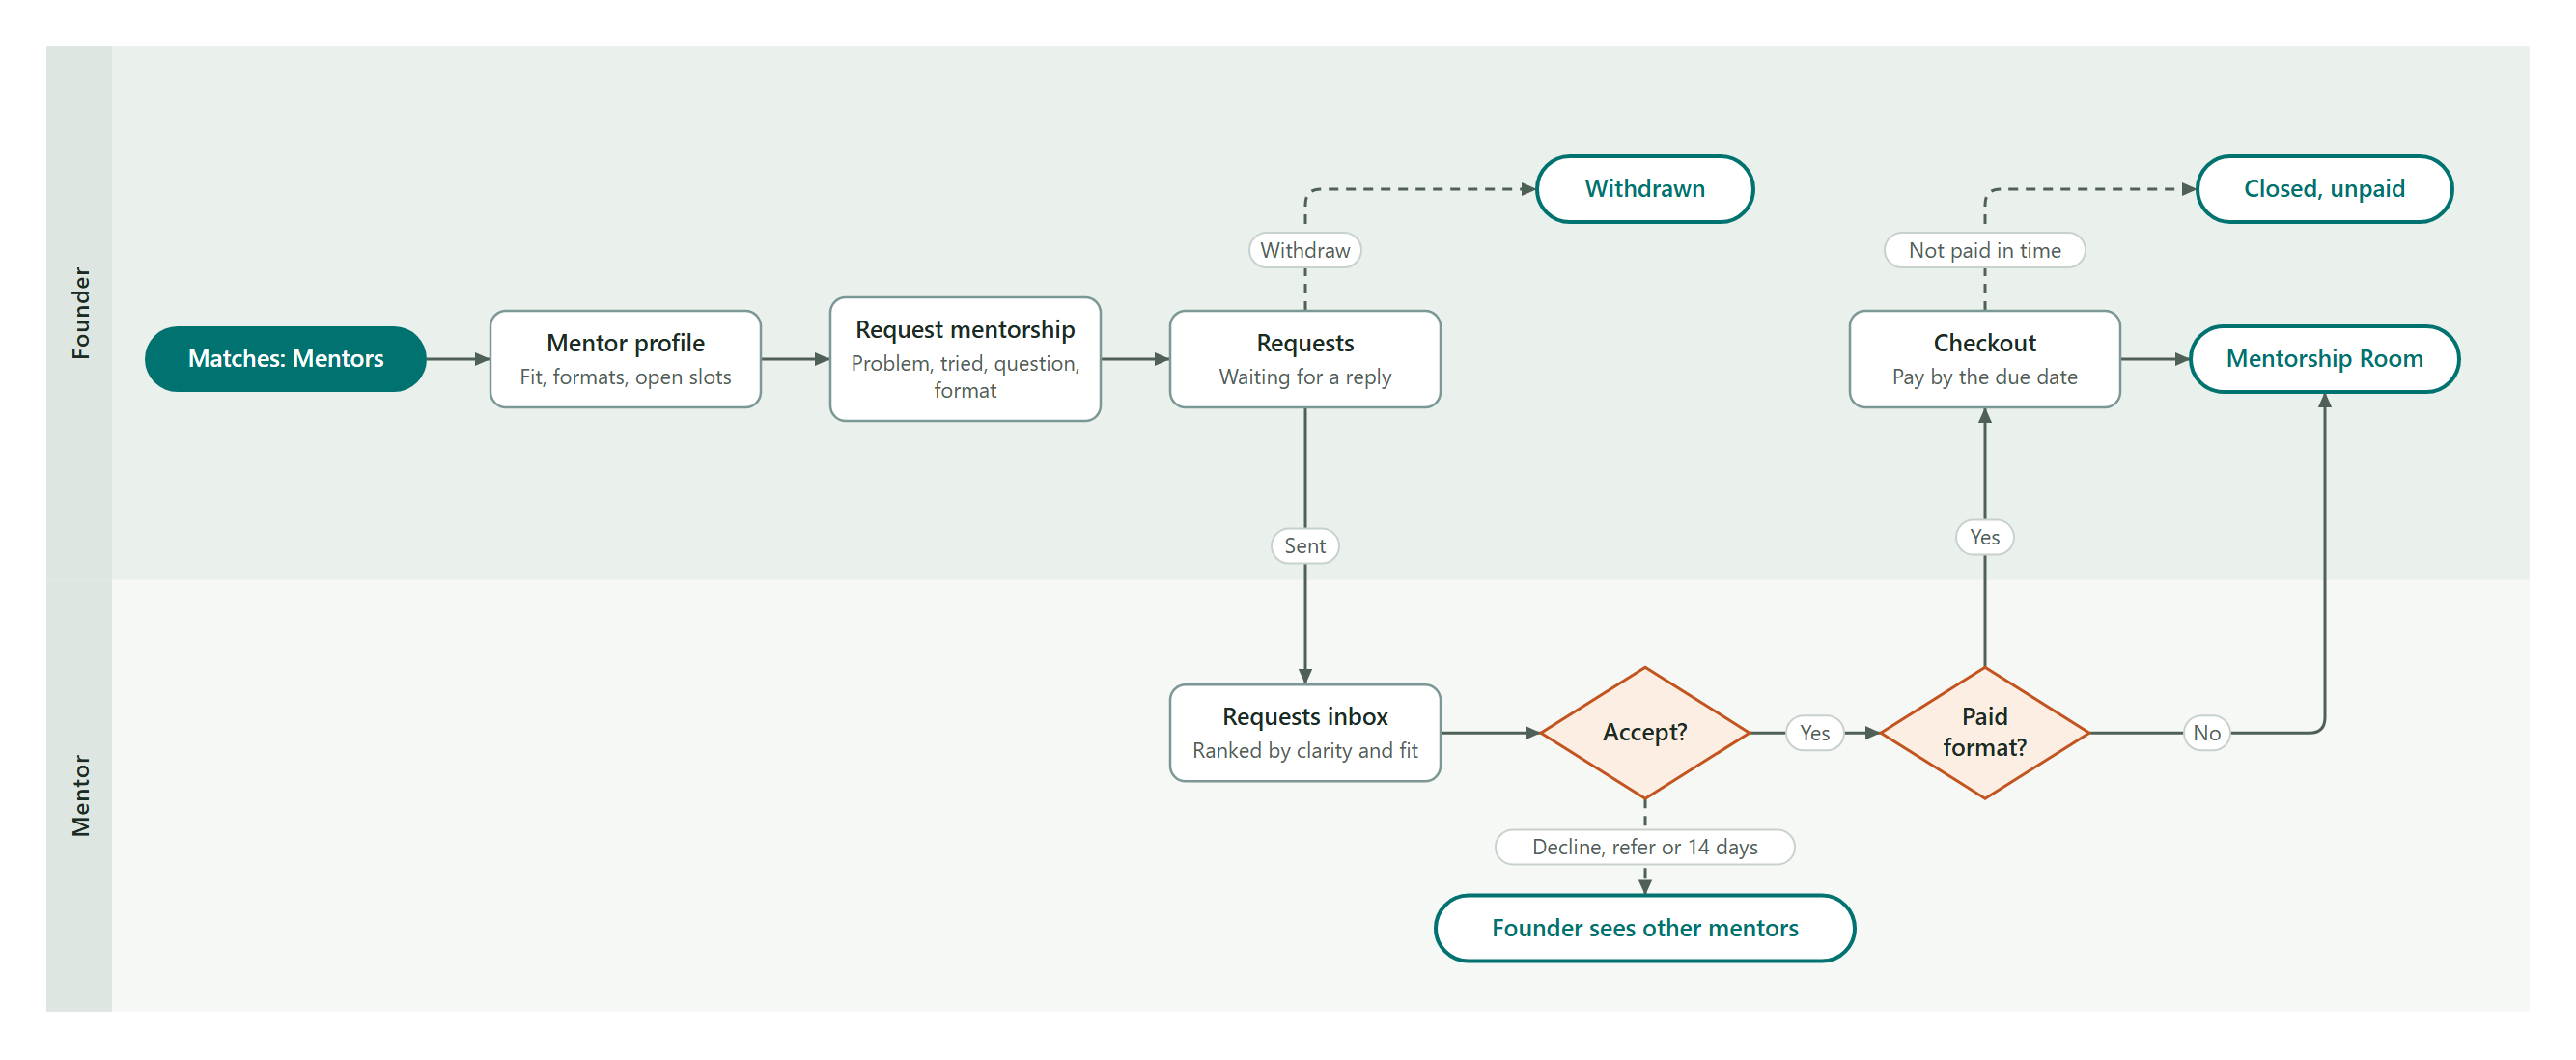 Founder
Withdrawn
Closed, unpaid
Withdraw
Not paid in time
Matches: Mentors
Mentor profile
Fit, formats, open slots
Request mentorship
Problem, tried, question,
format
Requests
Waiting for a reply
Checkout
Pay by the due date
Mentorship Room
Sent
Yes
Mentor
Requests inbox
Ranked by clarity and fit
Accept?
Yes
Paid
format?
No
Decline, refer or 14 days
Founder sees other mentors